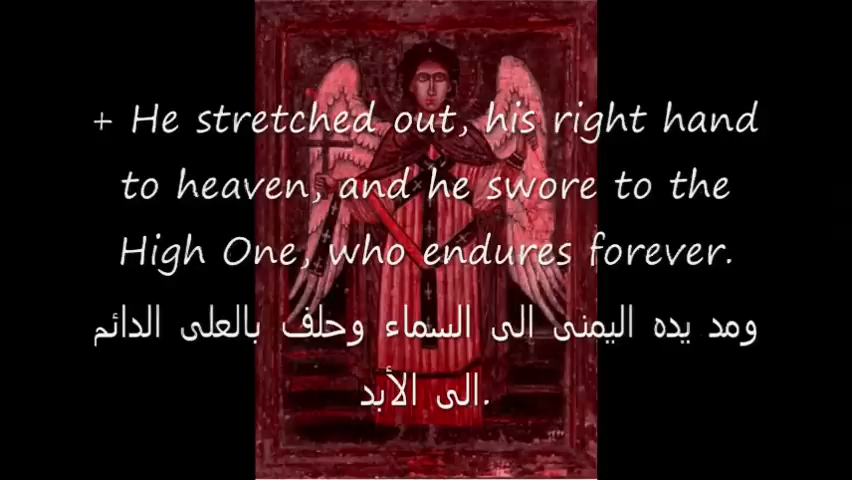 + He stretched out, his right hand
to heaven, and he swore to the
High One, who endures forever.
ومد يده اليمنى الى السماء وحلف بالعلى الدائم
الى الأبد.